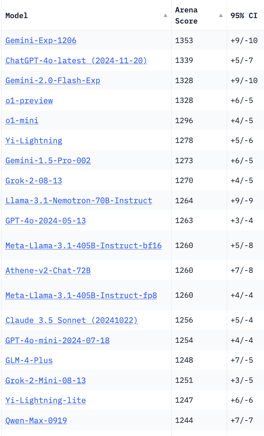 Model Arena Score 95% CI
Gemini-Exp-1206 1353 +9/-10
ChatGPT-4o-latest (2024-11-20) 1339 +5/-7
Gemini-2.0-Flash-Exp 1328 +9/-10
o1-preview 1328 +6/-5
o1-mini 1296 +4/-5
Yi-Lightning 1278 +5/-6
Gemini-1.5-Pro-002 1273 +6/-5
Grok-2-08-13 1270 +4/-5
Llama-3.1-Nemotron-70B-Instruct 1264 +9/-9
GPT-4o-2024-05-13 1263 +3/-4
Meta-Llama-3.1-405B-Instruct-bf16 1260 +5/-8
Athene-v2-Chat-72B 1260 +7/-8
Meta-Llama-3.1-405B-Instruct-fp8 1260 +4/-4
Claude 3.5 Sonnet (20241022) 1256 +5/-4
GPT-4o-mini-2024-07-18 1254 +4/-4
GLM-4-Plus 1248 +7/-5
Grok-2-Mini-08-13 1251 +3/-5
Yi-Lightning-lite 1247 +6/-6
Qwen-Max-0919 1244 +7/-7